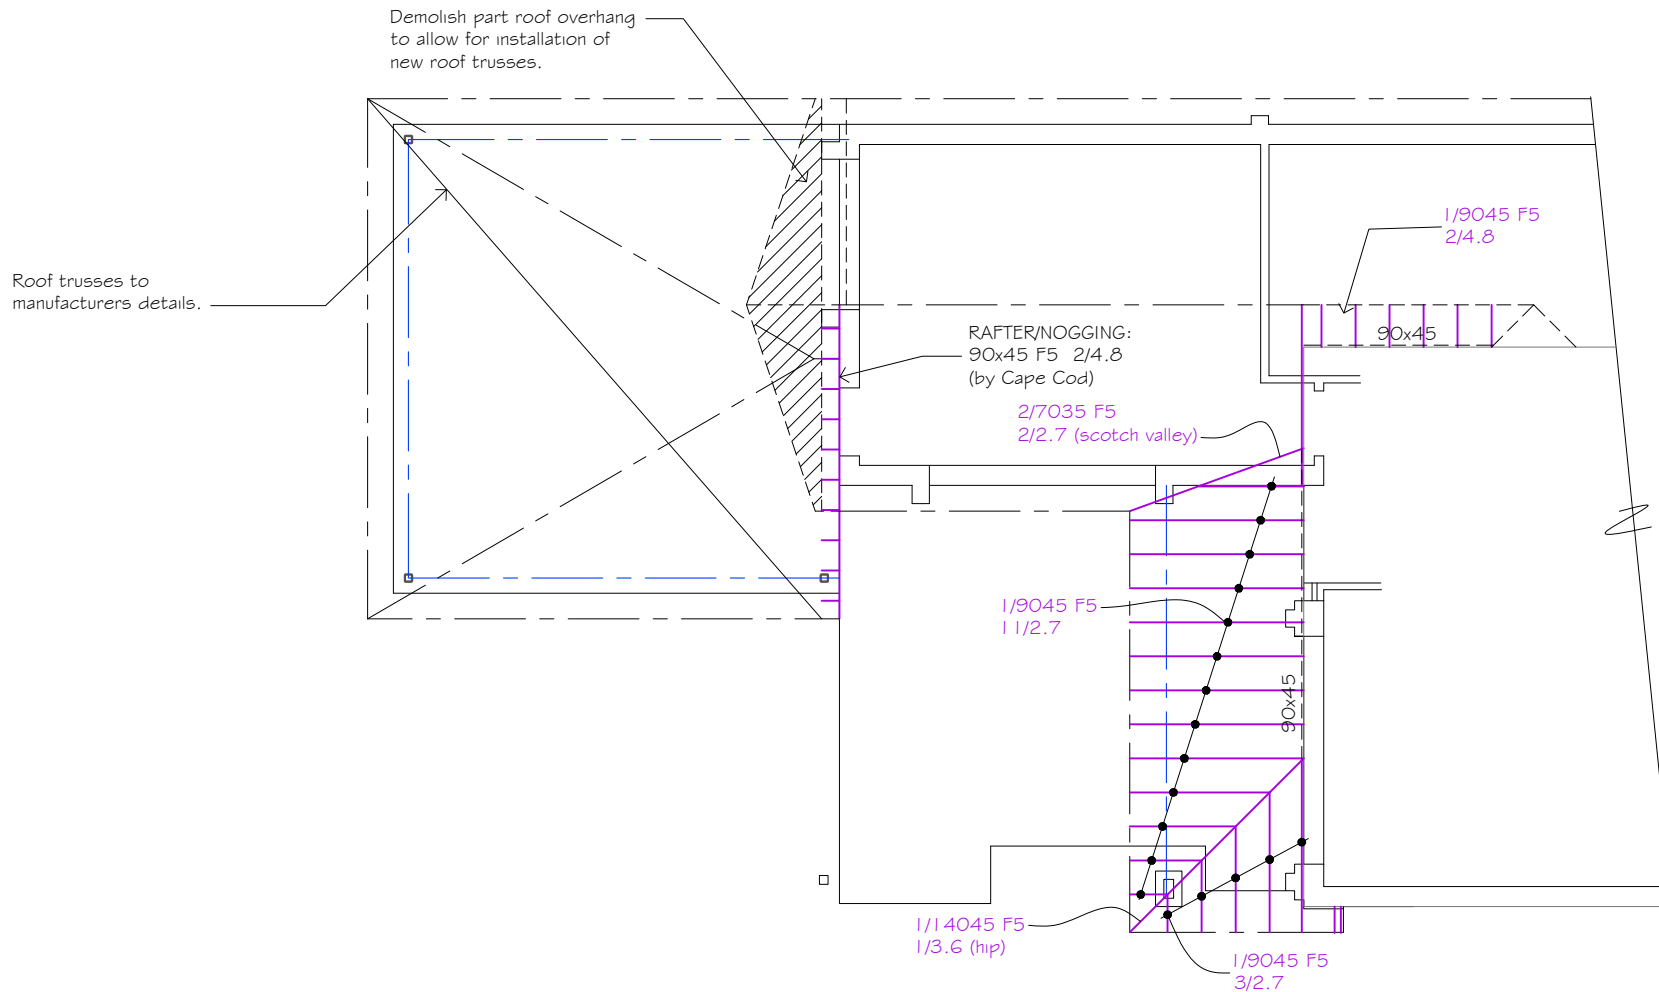 Demolish part roof overhang
to allow for installation of
new roof trusses.
1/9045 F5
2/4.8
Roof trusses to
manufacturers details.
90x45
RAFTER/NOGGING:
90x45 F5  2/4.8
(by Cape Cod)
2/7035 F5
2/2.7 (scotch valley)
1/9045 F5
11/2.7
90x45
1/14045 F5
1/3.6 (hip)
1/9045 F5
3/2.7